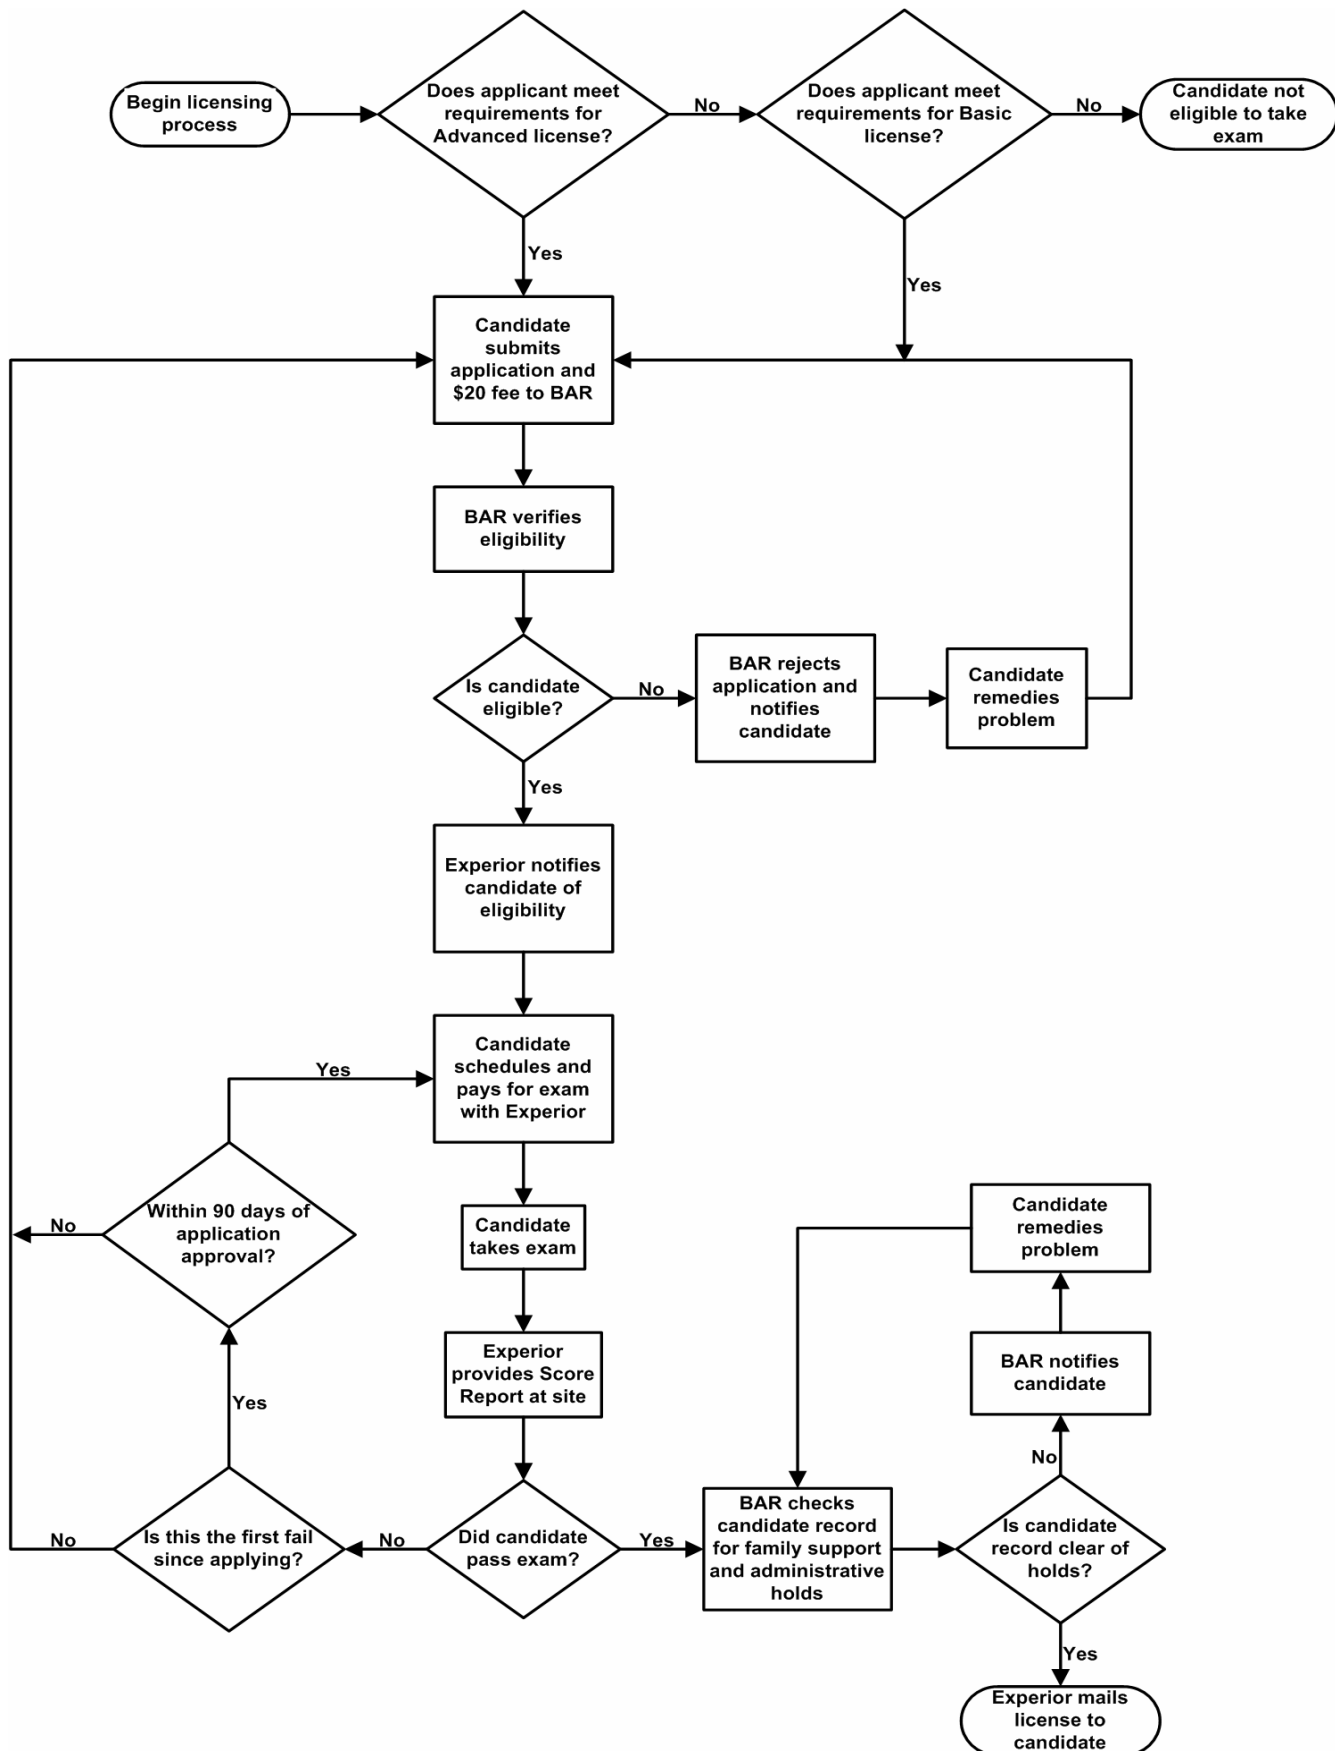 Begin licensing
process
Does applicant meet
requirements for
Advanced license?
No
Does applicant meet
requirements for Basic
license?
No
Candidate not
eligible to take
exam
Yes
Yes
Candidate
submits
application and
$20 fee to BAR
BAR verifies
eligibility
Is candidate
eligible?
No
BAR rejects
application and
notifies
candidate
Candidate
remedies
problem
Yes
Experior notifies
candidate of
eligibility
Candidate
schedules and
pays for exam
with Experior
Yes
Within 90 days of
application
approval?
No
Candidate
takes exam
Candidate
remedies
problem
Experior
provides Score
Report at site
BAR notifies
candidate
Yes
No
Is this the first fail
since applying?
No
No
Did candidate
pass exam?
Yes
BAR checks
candidate record
for family support
and administrative
holds
Is candidate
record clear of
holds?
Yes
Experior mails
license to
candidate